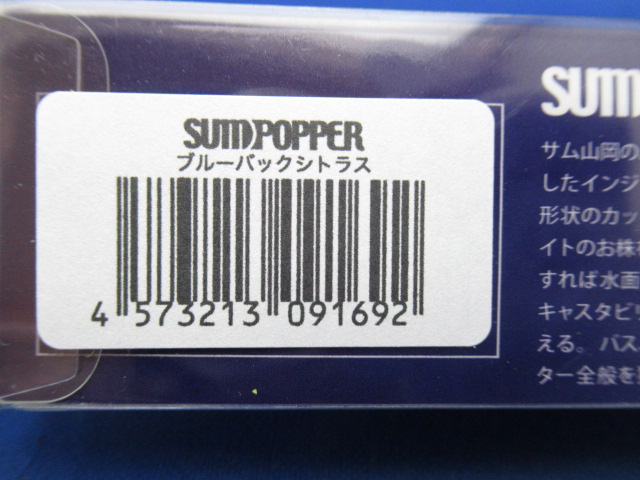 SUMPOPPER
ブルーバックシトラス
4 573213 091692
SUM
サム山岡の
したインジ
形状のカッ
イトのお株
すれば水面
キャスタビリ
える。バス
ター全般を